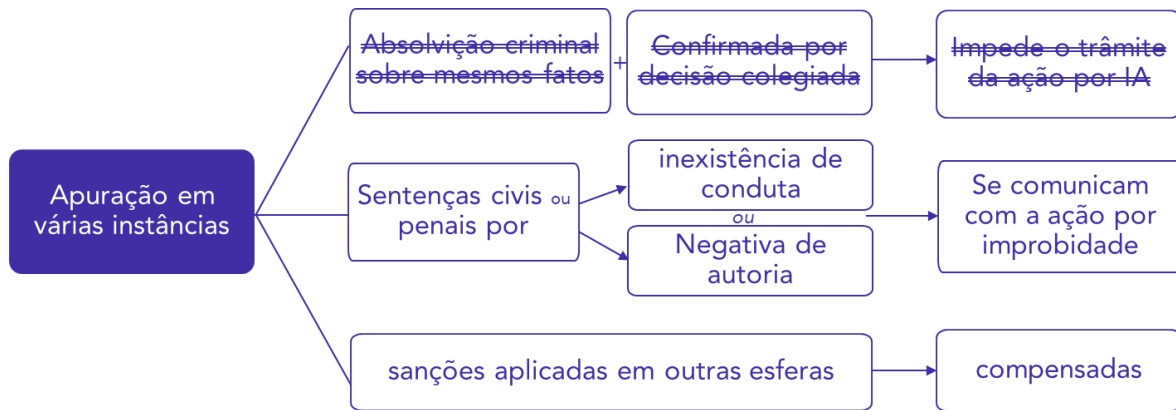 Apuração em
várias instâncias
Absolvição criminal
sobre mesmos fatos
+
Confirmada por
decisão colegiada
Impede o trâmite
da ação por IA
Sentenças civis ou
penais por
inexistência de
conduta
ou
Negativa de
autoria
Se comunicam
com a ação por
improbidade
sanções aplicadas em outras esferas
compensadas